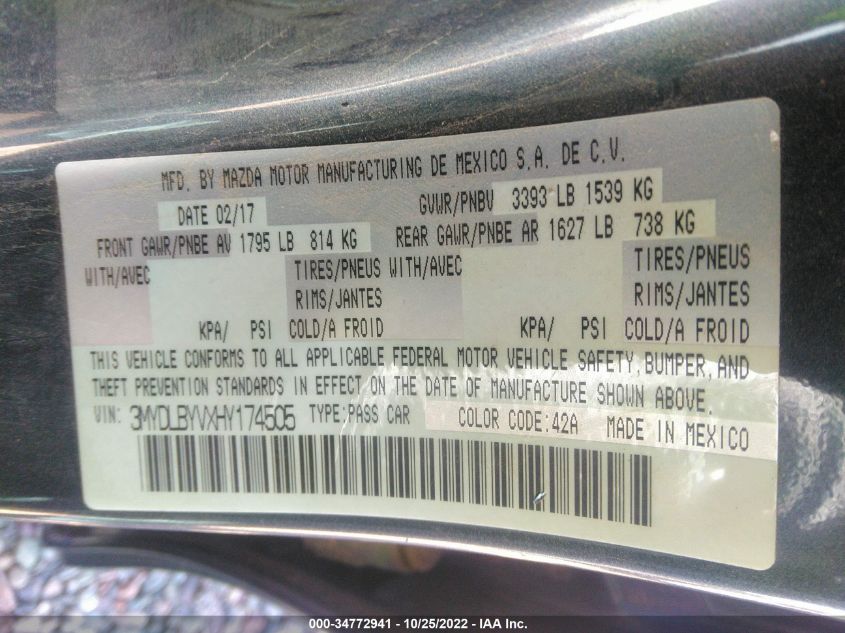 MFD. BY MAZDA MOTOR MANUFACTURING DE MEXICO S.A. DE C.V.
DATE 02/17 GVWR/PNBV 3393 LB 1539 KG
FRONT GAWR/PNBE AV 1795 LB 814 KG REAR GAWR/PNBE AR 1627 LB 738 KG
WITH/AVEC TIRES/PNEUS WITH/AVEC TIRES/PNEUS
RIMS/JANTES RIMS/JANTES
KPA/ PSI COLD/A FROID KPA/ PSI COLD/A FROID
THIS VEHICLE CONFORMS TO ALL APPLICABLE FEDERAL MOTOR VEHICLE SAFETY, BUMPER, AND
THEFT PREVENTION STANDARDS IN EFFECT ON THE DATE OF MANUFACTURE SHOWN ABOVE.
VIN: 3MYDLBYVXHY174505 TYPE:PASS CAR COLOR CODE:42A MADE IN MEXICO
000-34772941 - 10/25/2022 - IAA Inc.